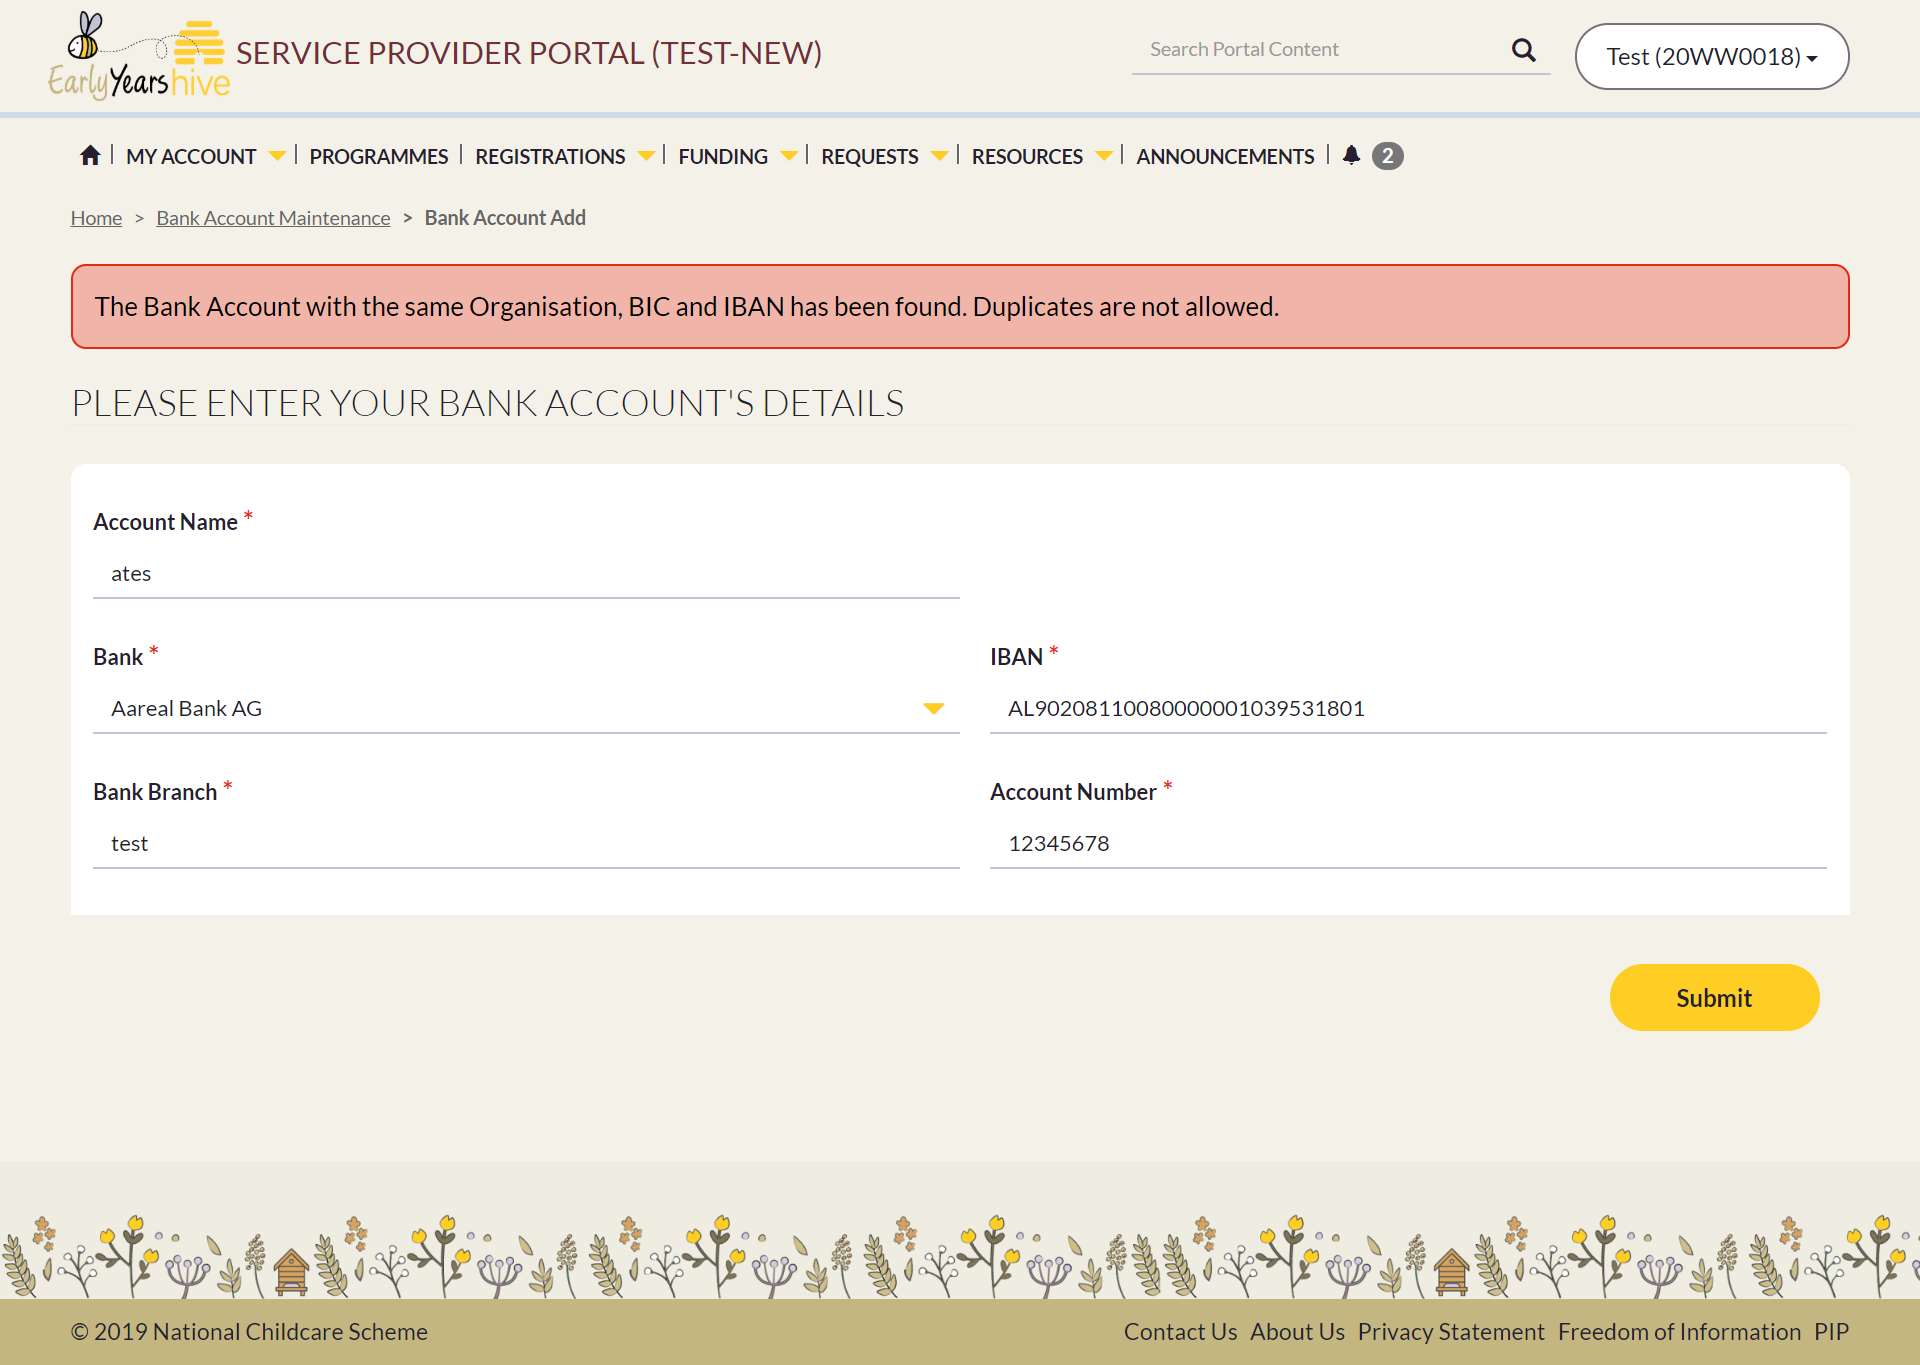 Early Years hive
SERVICE PROVIDER PORTAL (TEST-NEW)
Search Portal Content
Test (20WW0018)
MY ACCOUNT
PROGRAMMES
REGISTRATIONS
FUNDING
REQUESTS
RESOURCES
ANNOUNCEMENTS
2
Home > Bank Account Maintenance > Bank Account Add
The Bank Account with the same Organisation, BIC and IBAN has been found. Duplicates are not allowed.
PLEASE ENTER YOUR BANK ACCOUNT'S DETAILS
Account Name *
ates
Bank *
Aareal Bank AG
IBAN *
AL90208110080000001039531801
Bank Branch *
test
Account Number *
12345678
Submit
© 2019 National Childcare Scheme
Contact Us About Us Privacy Statement Freedom of Information PIP